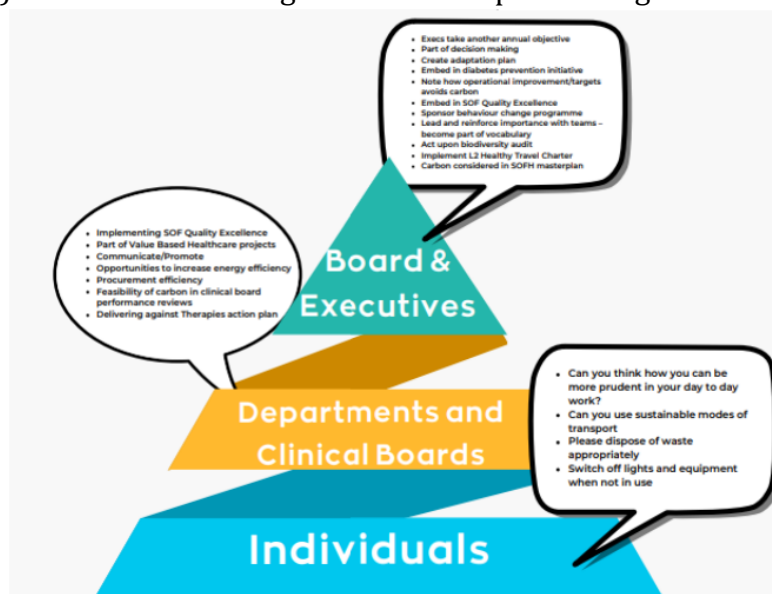 • Execs take another annual objective
• Part of decision making
• Create adaptation plan
• Embed in diabetes prevention initiative
• Note how operational improvement/targets
avoids carbon
• Embed in SOF Quality Excellence
• Sponsor behaviour change programme
• Lead and reinforce importance with teams –
become part of vocabulary
• Act upon biodiversity audit
• Implement L2 Healthy Travel Charter
• Carbon considered in SOFH masterplan
• Implementing SOF Quality Excellence
• Part of Value Based Healthcare projects
• Communicate/Promote
• Opportunities to increase energy efficiency
• Procurement efficiency
• Feasibility of carbon in clinical board
performance reviews
• Delivering against Therapies action plan
Board &
Executives
• Can you think how you can be
more prudent in your day to day
work?
• Can you use sustainable modes of
transport
• Please dispose of waste
appropriately
• Switch off lights and equipment
when not in use
Departments and
Clinical Boards
Individuals